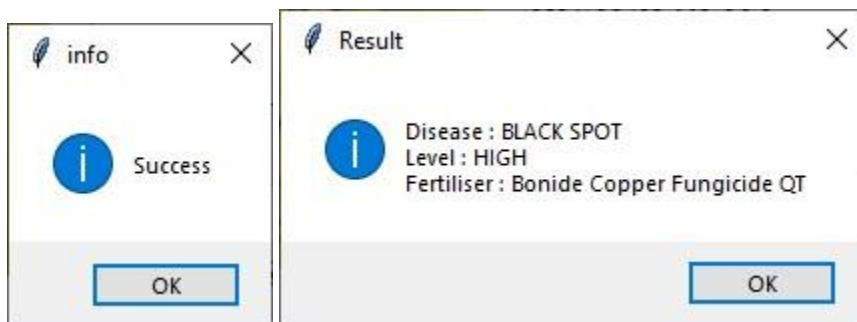 info
Success
OK
Result
Disease : BLACK SPOT
Level : HIGH
Fertiliser : Bonide Copper Fungicide QT
OK